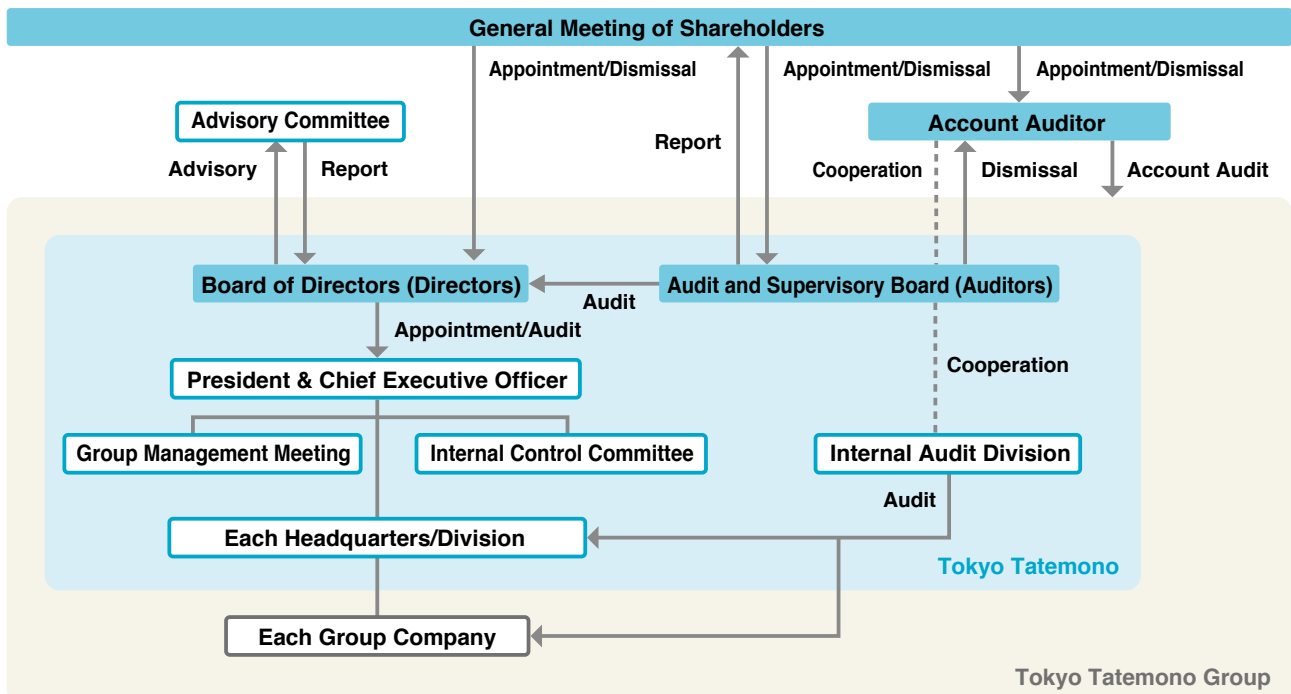 General Meeting of Shareholders
Appointment/Dismissal
Appointment/Dismissal
Appointment/Dismissal
Advisory Committee
Account Auditor
Report
Advisory
Report
Cooperation
Dismissal
Account Audit
Board of Directors (Directors)
Audit and Supervisory Board (Auditors)
Audit
Appointment/Audit
Cooperation
President & Chief Executive Officer
Group Management Meeting
Internal Control Committee
Internal Audit Division
Audit
Each Headquarters/Division
Tokyo Tatemono
Each Group Company
Tokyo Tatemono Group